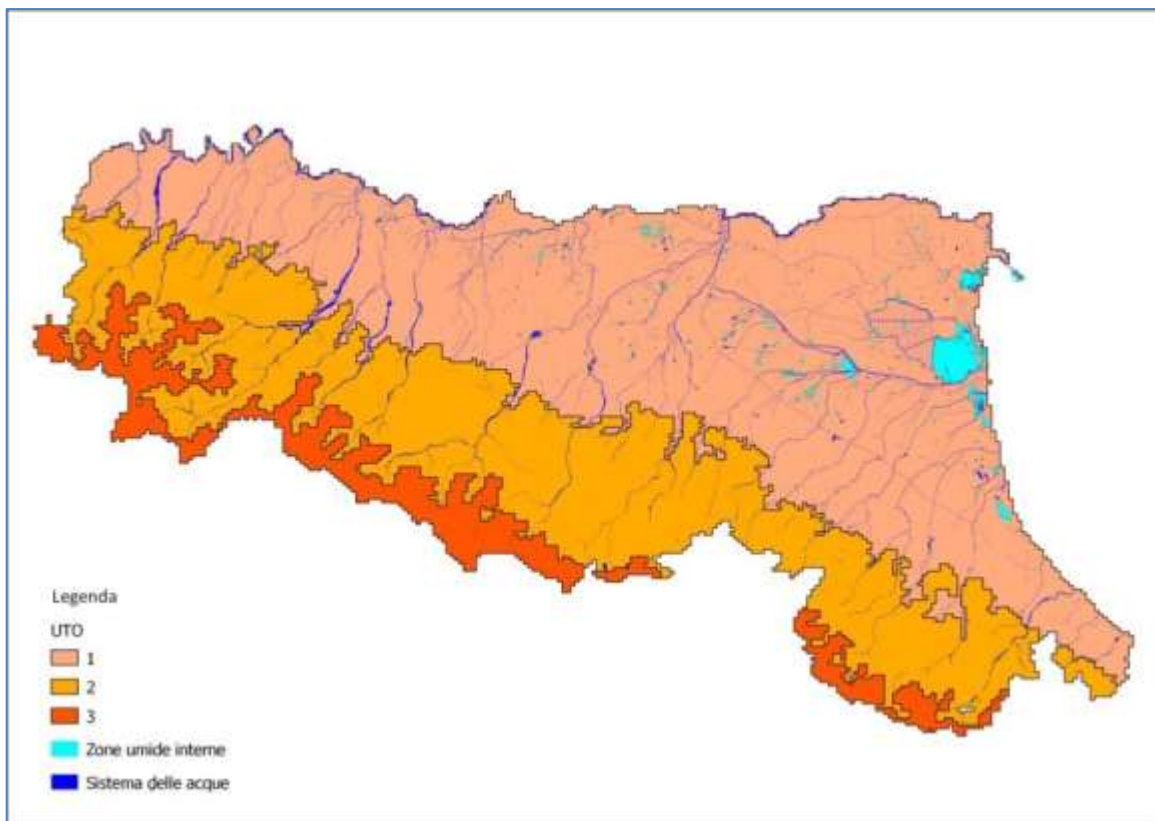 Legenda
UTO
1
2
3
Zone umide interne
Sistema delle acque